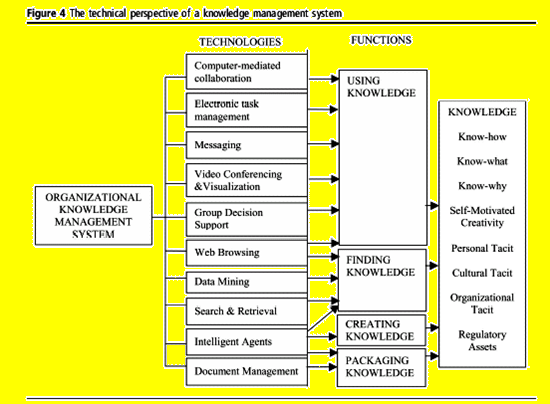 Figure 4 The technical perspective of a knowledge management system
TECHNOLOGIES
FUNCTIONS
ORGANIZATIONAL
KNOWLEDGE
MANAGEMENT
SYSTEM
Computer-mediated
collaboration
Electronic task
management
Messaging
Video Conferencing
&Visualization
Group Decision
Support
Web Browsing
Data Mining
Search & Retrieval
Intelligent Agents
Document Management
USING
KNOWLEDGE
FINDING
KNOWLEDGE
CREATING
KNOWLEDGE
PACKAGING
KNOWLEDGE
KNOWLEDGE
Know-how
Know-what
Know-why
Self-Motivated
Creativity
Personal Tacit
Cultural Tacit
Organizational
Tacit
Regulatory
Assets